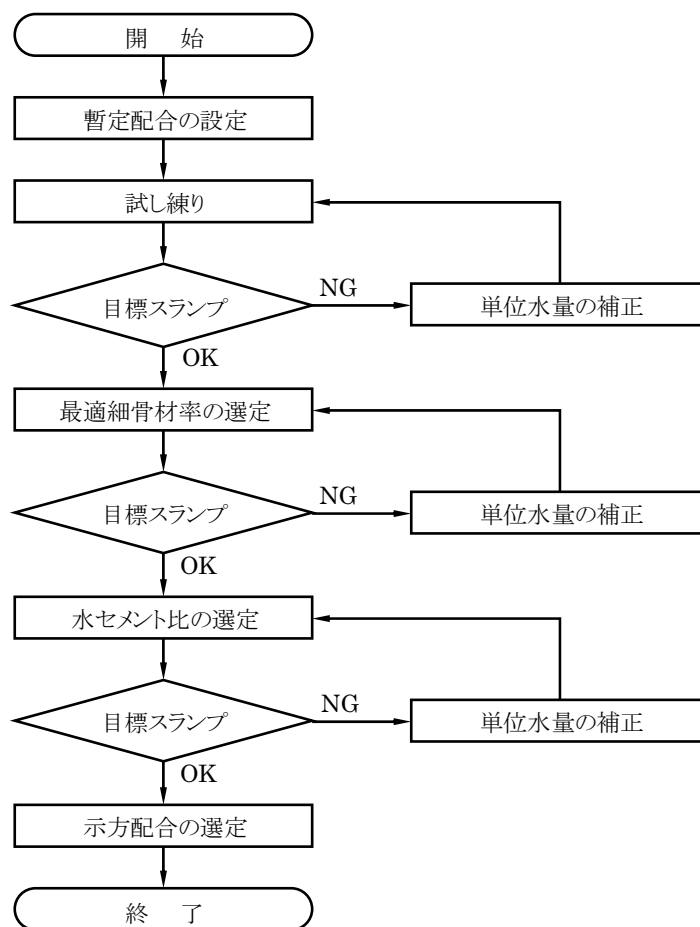 開 始
暫定配合の設定
試し練り
目標スランプ
NG
単位水量の補正
OK
最適細骨材率の選定
目標スランプ
NG
単位水量の補正
OK
水セメント比の選定
目標スランプ
NG
単位水量の補正
OK
示方配合の選定
終 了